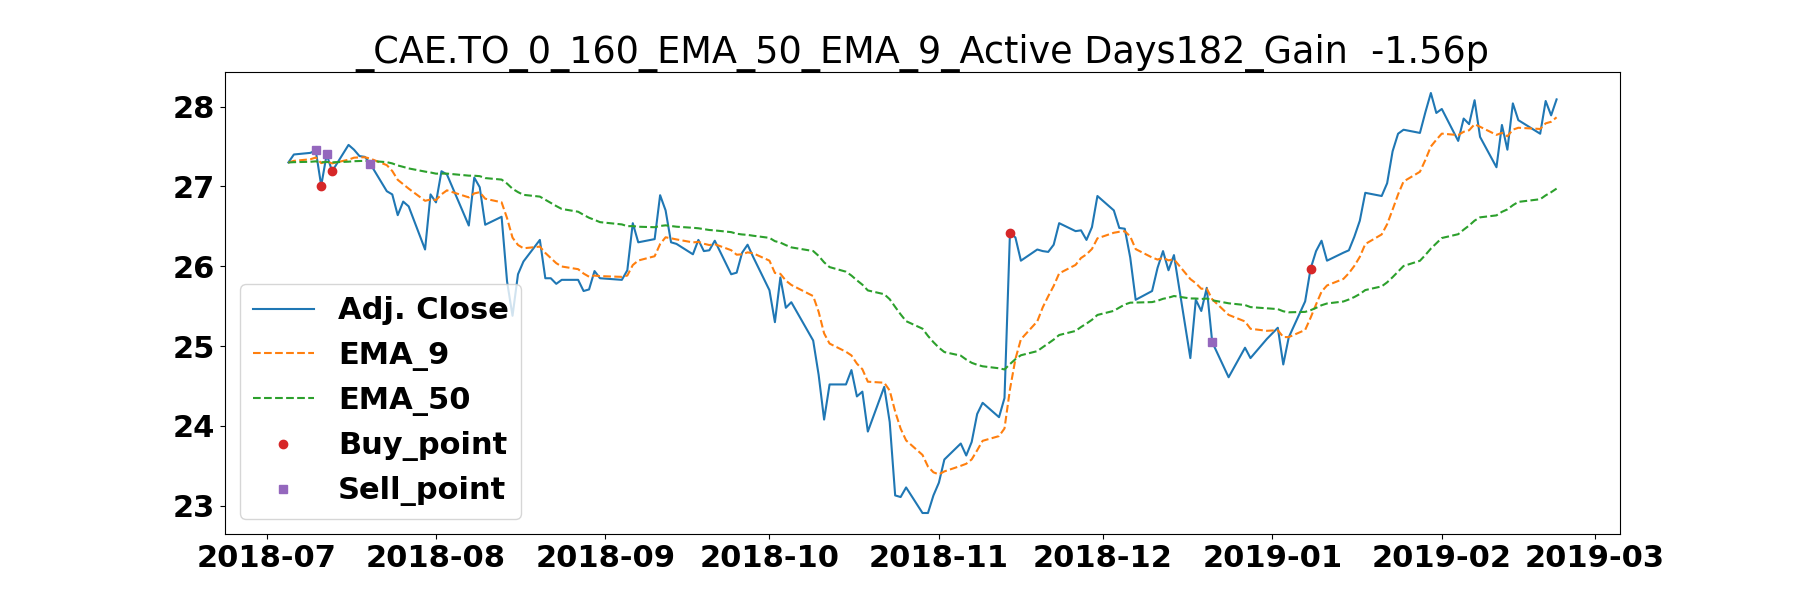 _CAE.TO_0_160_EMA_50_EMA_9_Active Days182_Gain  -1.56p
28
27
26
25
24
23
Adj. Close
EMA_9
EMA_50
Buy_point
Sell_point
2018-07 2018-08 2018-09 2018-10 2018-11 2018-12 2019-01 2019-02 2019-03